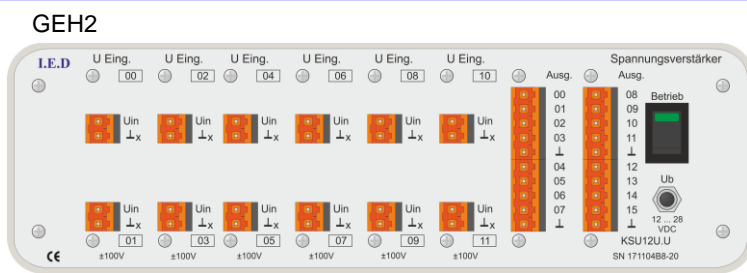 GEH2
I.E.D
U Eing. U Eing. U Eing. U Eing. U Eing. U Eing. Spannungsverstärker
00 02 04 06 08 10 Ausg. Ausg.
00 08 Betrieb
01 09
Uin Uin Uin Uin Uin Uin 02 10
⊥x ⊥x ⊥x ⊥x ⊥x ⊥x 03 11
⊥ ⊥
04 12
05 13 Ub
06 14
Uin Uin Uin Uin Uin Uin 07 15
⊥x ⊥x ⊥x ⊥x ⊥x ⊥x ⊥ ⊥ 12 ... 28
VDC
01 03 05 07 09 11 KSU12U.U
CE ±100V ±100V ±100V ±100V ±100V ±100V SN 171104B8-20